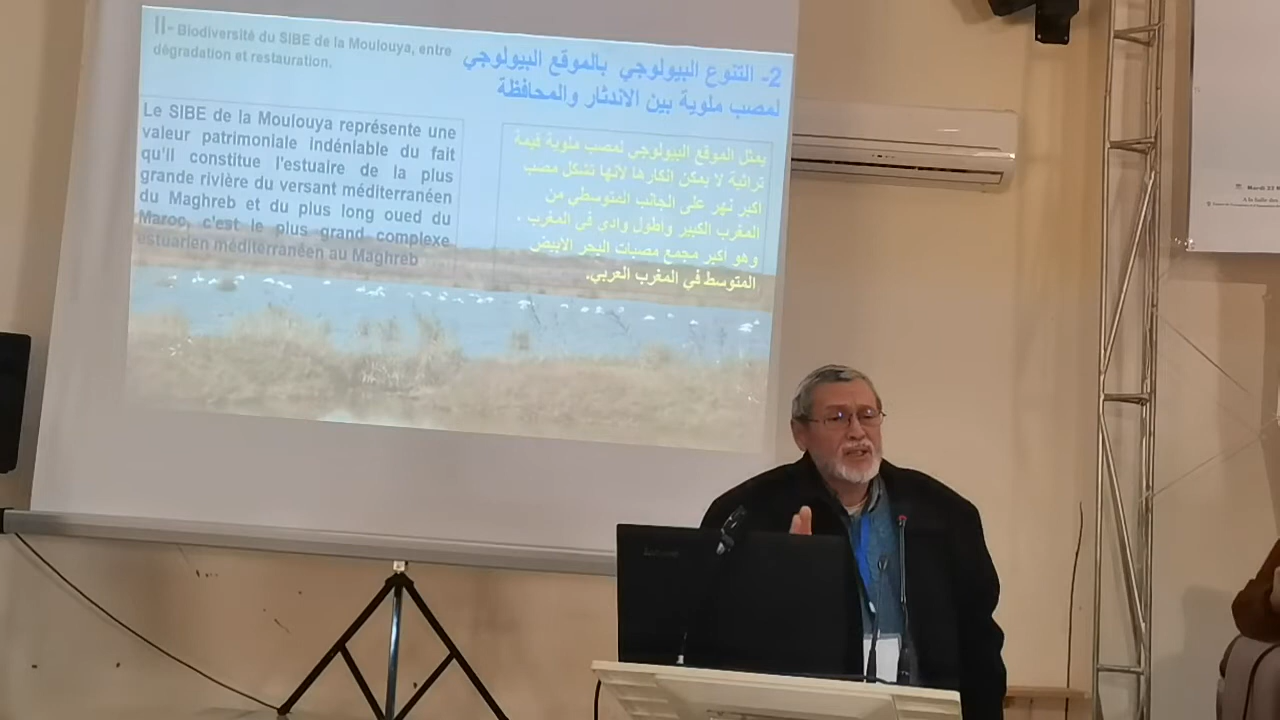 II- Biodiversité du SIBE de la Moulouya, entre
dégradation et restauration.
2- التنوع البيولوجي بالموقع البيولوجي
لمصب ملوية بين الاندثار والمحافظة
Le SIBE de la Moulouya représente une
valeur patrimoniale indéniable du fait
qu'il constitue l'estuaire de la plus
grande rivière du versant méditerranéen
du Maghreb et du plus long oued du
Maroc, c'est le plus grand complexe
estuarien méditerranéen au Maghreb
يمثل الموقع البيولوجي لمصب ملوية قيمة
تراثية لا يمكن انكارها لأنها تشكل مصب
اكبر نهر على الجانب المتوسطي من
المغرب الكبير واطول وادي في المغرب .
وهو اكبر مجمع مصبات البحر الابيض
المتوسط في المغرب العربي.
lenovo
Mardi